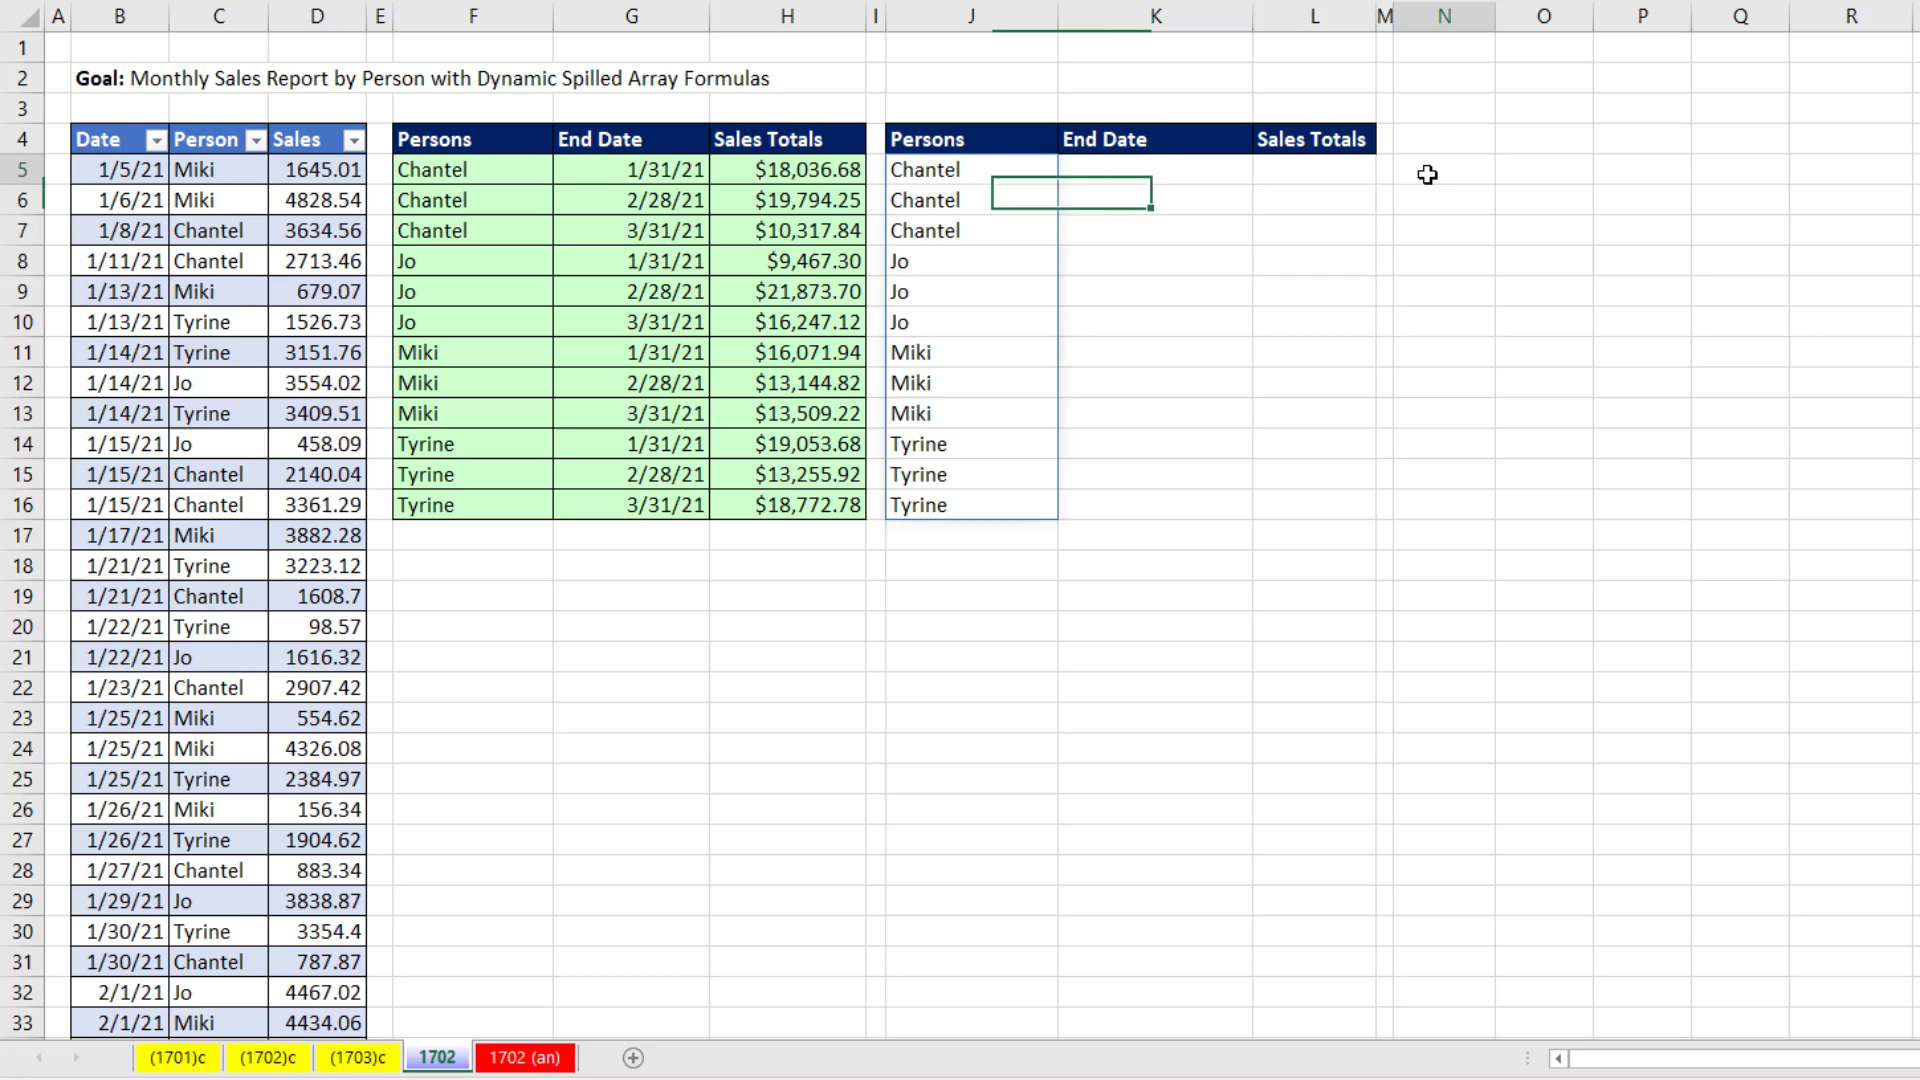 A B C D E F G H I J K L M N O P Q R
1
2 Goal: Monthly Sales Report by Person with Dynamic Spilled Array Formulas
3
4 Date Person Sales Persons End Date Sales Totals Persons End Date Sales Totals
5 1/5/21 Miki 1645.01 Chantel 1/31/21 $18,036.68 Chantel
6 1/6/21 Miki 4828.54 Chantel 2/28/21 $19,794.25 Chantel
7 1/8/21 Chantel 3634.56 Chantel 3/31/21 $10,317.84 Chantel
8 1/11/21 Chantel 2713.46 Jo 1/31/21 $9,467.30 Jo
9 1/13/21 Miki 679.07 Jo 2/28/21 $21,873.70 Jo
10 1/13/21 Tyrine 1526.73 Jo 3/31/21 $16,247.12 Jo
11 1/14/21 Tyrine 3151.76 Miki 1/31/21 $16,071.94 Miki
12 1/14/21 Jo 3554.02 Miki 2/28/21 $13,144.82 Miki
13 1/14/21 Tyrine 3409.51 Miki 3/31/21 $13,509.22 Miki
14 1/15/21 Jo 458.09 Tyrine 1/31/21 $19,053.68 Tyrine
15 1/15/21 Chantel 2140.04 Tyrine 2/28/21 $13,255.92 Tyrine
16 1/15/21 Chantel 3361.29 Tyrine 3/31/21 $18,772.78 Tyrine
17 1/17/21 Miki 3882.28
18 1/21/21 Tyrine 3223.12
19 1/21/21 Chantel 1608.7
20 1/22/21 Tyrine 98.57
21 1/22/21 Jo 1616.32
22 1/23/21 Chantel 2907.42
23 1/25/21 Miki 554.62
24 1/25/21 Miki 4326.08
25 1/25/21 Tyrine 2384.97
26 1/26/21 Miki 156.34
27 1/26/21 Tyrine 1904.62
28 1/27/21 Chantel 883.34
29 1/29/21 Jo 3838.87
30 1/30/21 Tyrine 3354.4
31 1/30/21 Chantel 787.87
32 2/1/21 Jo 4467.02
33 2/1/21 Miki 4434.06
(1701)c (1702)c (1703)c 1702 1702 (an)